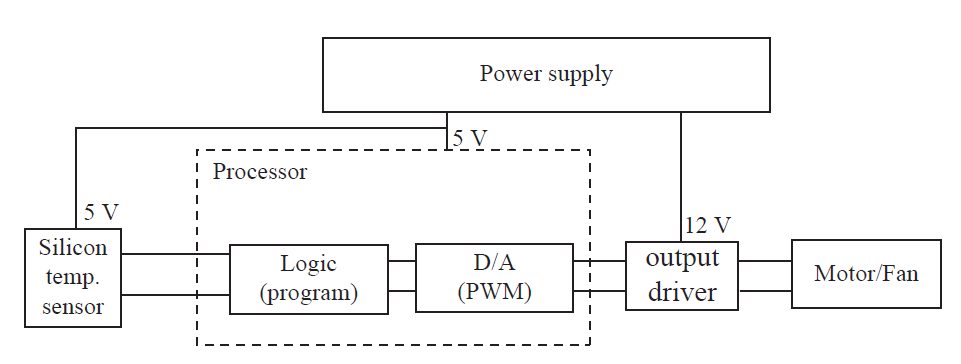 Power supply
5 V
Processor
5 V
Silicon
temp.
sensor
Logic
(program)
D/A
(PWM)
12 V
output
driver
Motor/Fan